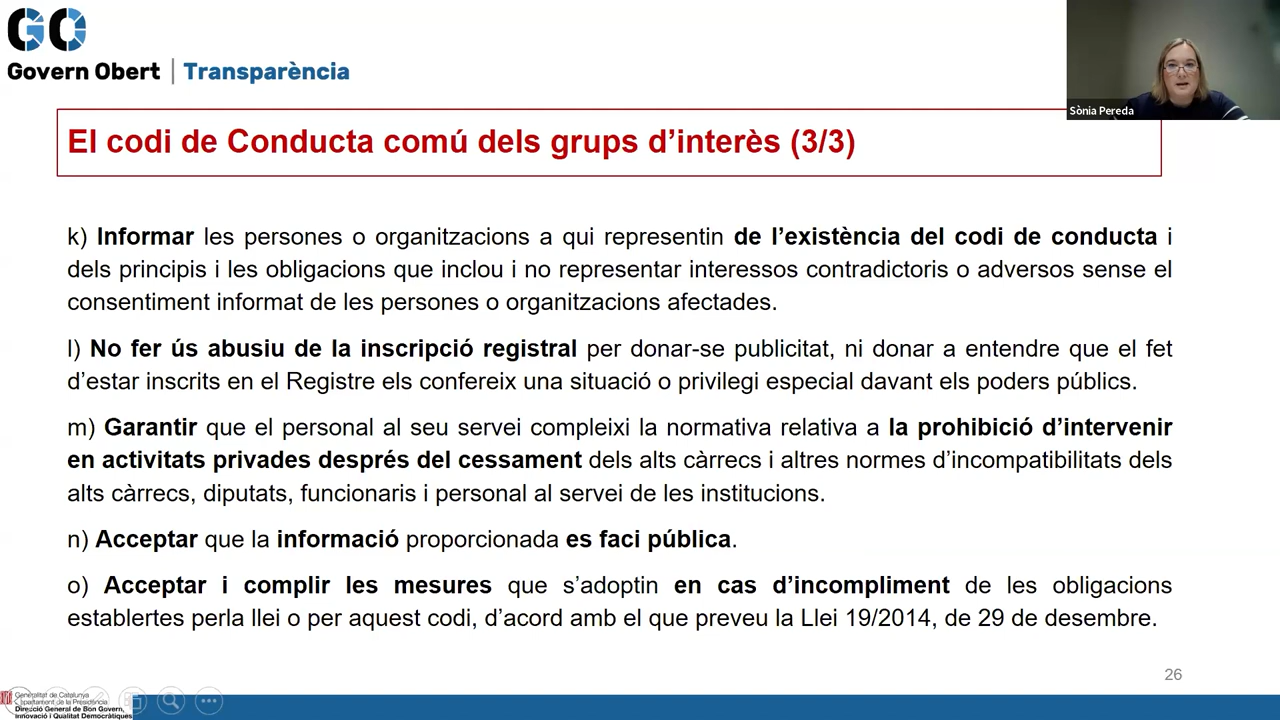 GO
Govern Obert | Transparència
Sònia Pereda
El codi de Conducta comú dels grups d’interès (3/3)
k) Informar les persones o organitzacions a qui representin de l’existència del codi de conducta i
dels principis i les obligacions que inclou i no representar interessos contradictoris o adversos sense el
consentiment informat de les persones o organitzacions afectades.
l) No fer ús abusiu de la inscripció registral per donar-se publicitat, ni donar a entendre que el fet
d’estar inscrits en el Registre els confereix una situació o privilegi especial davant els poders públics.
m) Garantir que el personal al seu servei compleixi la normativa relativa a la prohibició d’intervenir
en activitats privades després del cessament dels alts càrrecs i altres normes d’incompatibilitats dels
alts càrrecs, diputats, funcionaris i personal al servei de les institucions.
n) Acceptar que la informació proporcionada es faci pública.
o) Acceptar i complir les mesures que s’adoptin en cas d’incompliment de les obligacions
establertes perla llei o per aquest codi, d’acord amb el que preveu la Llei 19/2014, de 29 de desembre.
26
Generalitat de Catalunya
Departament de la Presidència
Direcció General de Bon Govern,
Innovació i Qualitat Democràtiques